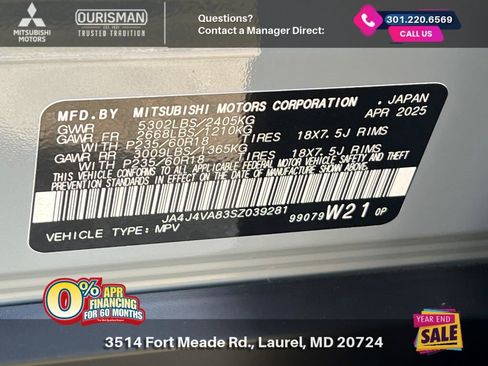 MITSUBISHI MOTORS
OURISMAN
EST. 1921
TRUSTED TRADITION
Questions?
Contact a Manager Direct:
301.220.6569
CALL US
MFD.BY MITSUBISHI MOTORS CORPORATION, JAPAN
APR 2025
GVWR 5302LBS/2405KG
GAWR FR 2668LBS/1210KG
WITH P235/60R18 TIRES 18X7.5J RIMS
GAWR RR 3009LBS/1365KG
WITH P235/60R18 TIRES 18X7.5J RIMS
THIS VEHICLE CONFORMS TO ALL APPLICABLE FEDERAL
MOTOR VEHICLE SAFETY AND THEFT PREVENTION
STANDARDS IN EFFECT ON THE DATE OF
MANUFACTURE SHOWN ABOVE.
JA4J4VA83SZ039281
99079 W21 0P
VEHICLE TYPE: MPV
0%
APR
FINANCING
FOR 60 MONTHS
3514 Fort Meade Rd., Laurel, MD 20724
YEAR END
SALE